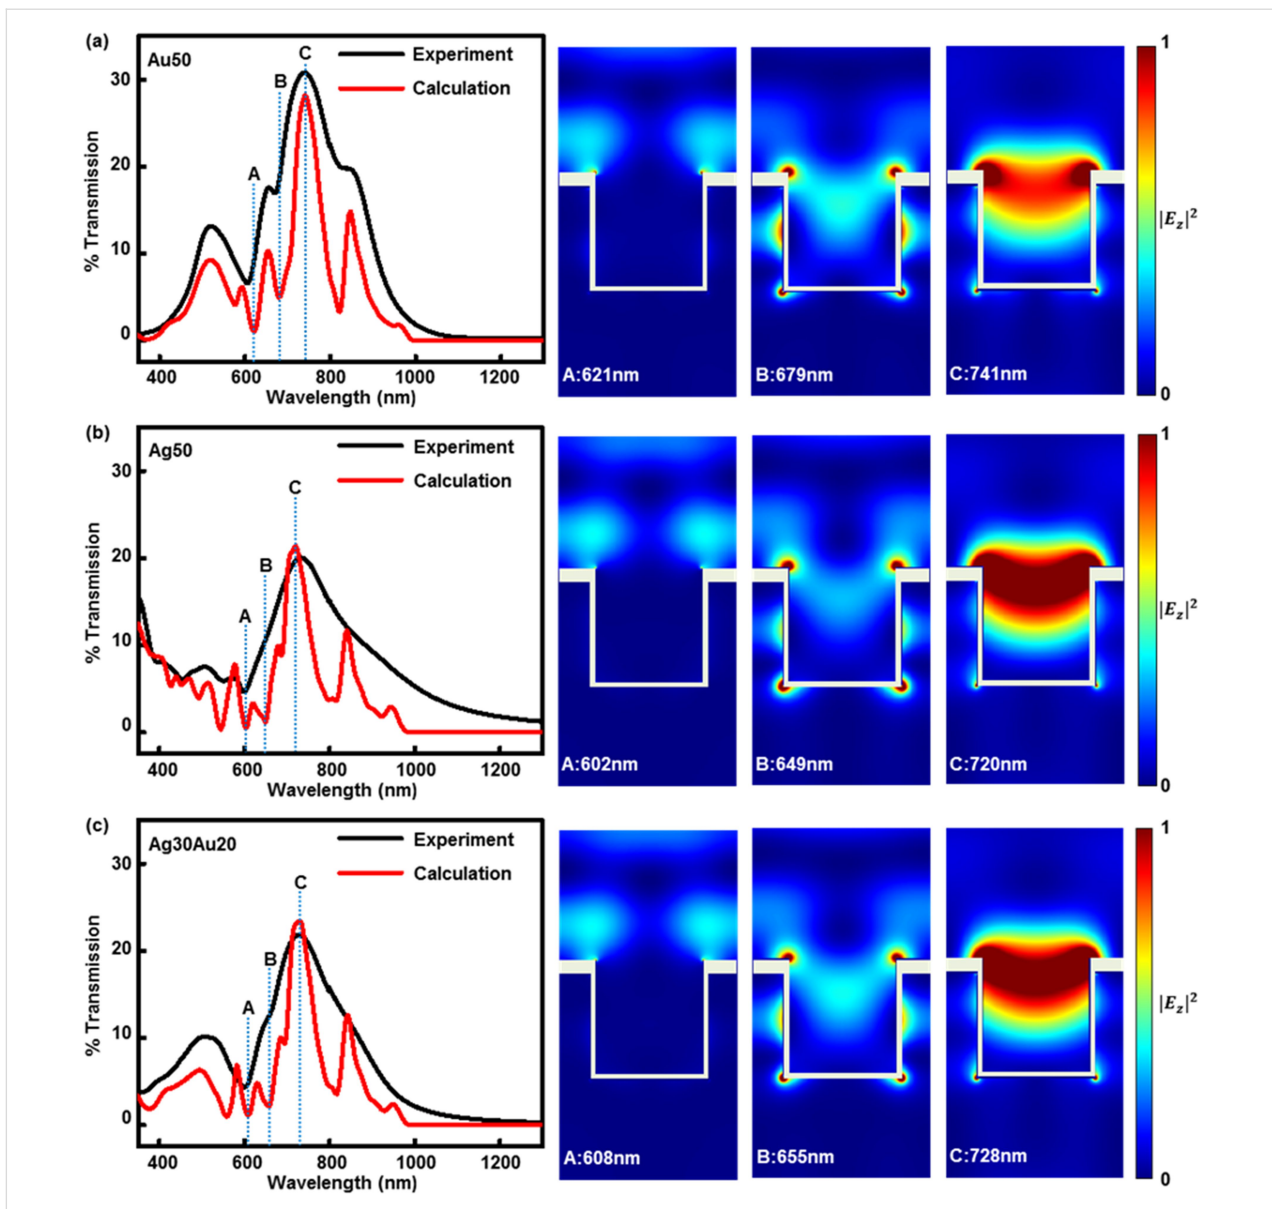 (a)
Au50
Experiment
Calculation
A
B
C
30
20
10
0
% Transmission
400 600 800 1000 1200
Wavelength (nm)
A:621nm
B:679nm
C:741nm
1
|E_z|²
0
(b)
Ag50
Experiment
Calculation
A
B
C
30
20
10
0
% Transmission
400 600 800 1000 1200
Wavelength (nm)
A:602nm
B:649nm
C:720nm
1
|E_z|²
0
(c)
Ag30Au20
Experiment
Calculation
A
B
C
30
20
10
0
% Transmission
400 600 800 1000 1200
Wavelength (nm)
A:608nm
B:655nm
C:728nm
1
|E_z|²
0